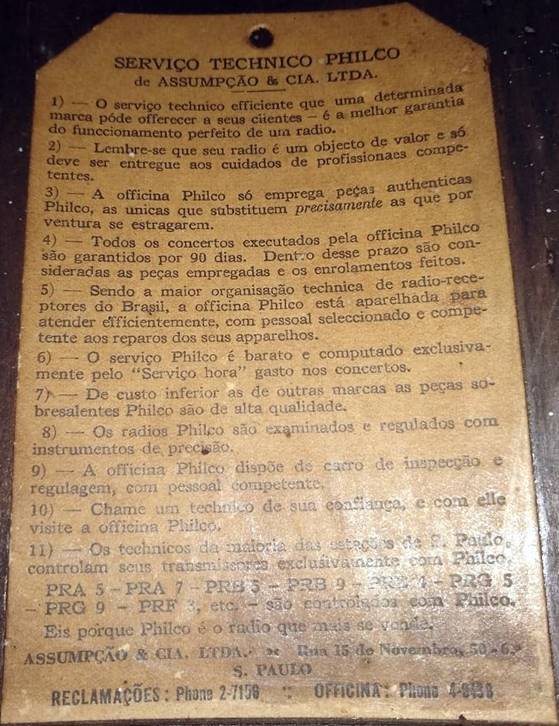 SERVIÇO TECHNICO PHILCO
de ASSUMPÇÃO & CIA. LTDA.
1) — O serviço technico efficiente que uma determinada
marca póde offerecer a seus clientes – é a melhor garantia
do funccionamento perfeito de um radio.
2) — Lembre-se que seu radio é um objecto de valor e só
deve ser entregue aos cuidados de profissionaes compe-
tentes.
3) — A officina Philco só emprega peças authenticas
Philco, as unicas que substituem precisamente as que por
ventura se estragarem.
4) — Todos os concertos executados pela officina Philco
são garantidos por 90 dias. Dentro desse prazo são con-
sideradas as peças empregadas e os enrolamentos feitos.
5) — Sendo a maior organisação technica de radio-rece-
ptores do Brasil, a officina Philco está aparelhada para
atender efficientemente, com pessoal seleccionado e compe-
tente aos reparos dos seus apparelhos.
6) — O serviço Philco é barato e computado exclusiva-
mente pelo “Serviço hora” gasto nos concertos.
7) — De custo inferior as de outras marcas as peças so-
bresalentes Philco são de alta qualidade.
8) — Os radios Philco são examinados e regulados com
instrumentos de precisão.
9) — A officina Philco dispõe de carro de inspecção e
regulagem, com pessoal competente.
10) — Chame um technico de sua confiança, e com elle
visite a officina Philco.
11) — Os technicos da maioria das estações de S. Paulo,
controlam seus transmissores exclusivamente com Philco.
PRA 5 – PRA 7 – PRB 5 – PRB 9 – PRE 4 – PRG 5
– PRG 9 – PRF 3, etc. – são controlados com Philco.
Eis porque Philco é o radio que mais se vende.
ASSUMPÇÃO & CIA. LTDA. Rua 15 de Novembro, 50 - 6.º
S. PAULO
RECLAMAÇÕES: Phone 2-7150 :: OFFICINA: Phone